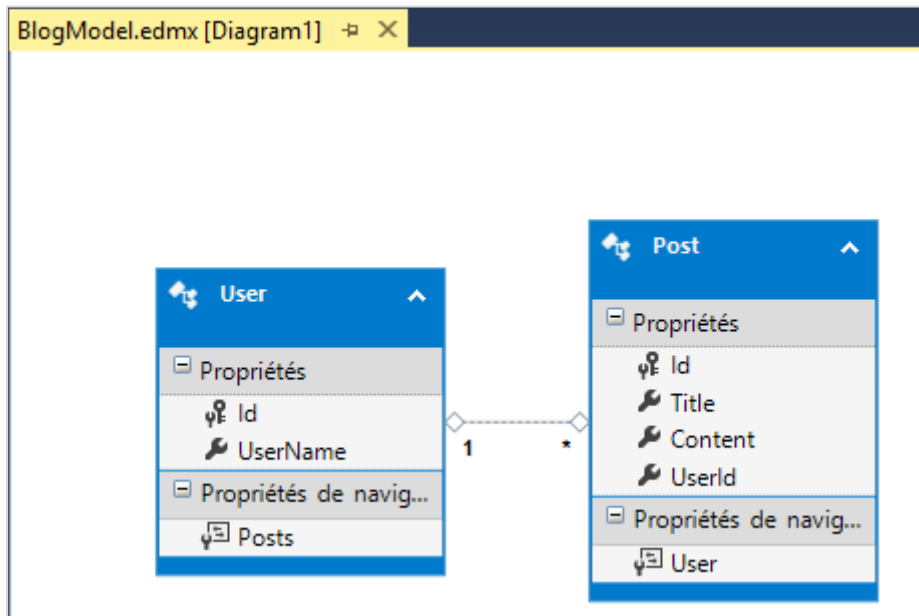 BlogModel.edmx [Diagram1]
User
Propriétés
Id
UserName
Propriétés de navig...
Posts
1
*
Post
Propriétés
Id
Title
Content
UserId
Propriétés de navig...
User